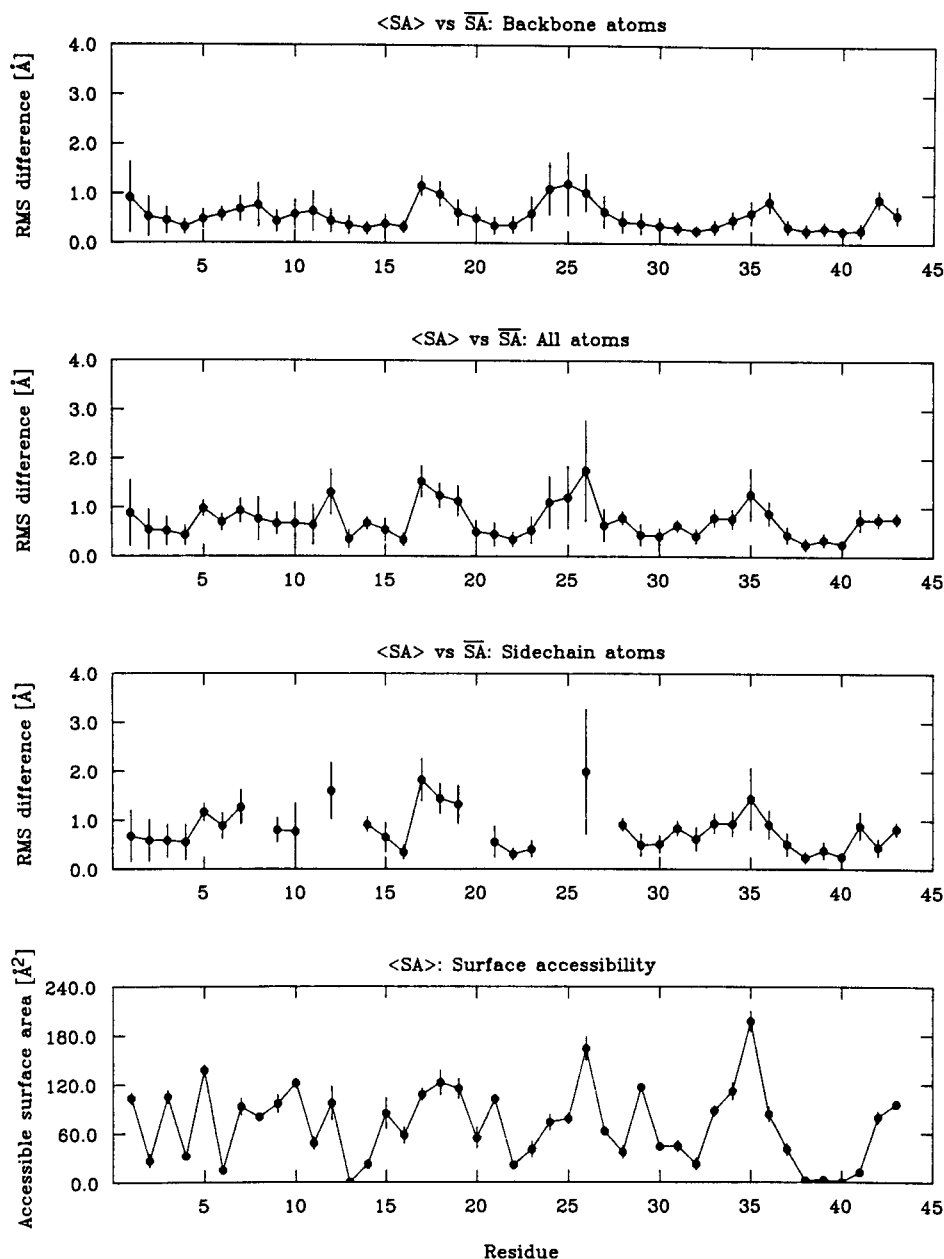 <SA> vs S̅A̅: Backbone atoms
RMS difference [Å]
4.0
3.0
2.0
1.0
0.0
5 10 15 20 25 30 35 40 45
<SA> vs S̅A̅: All atoms
RMS difference [Å]
4.0
3.0
2.0
1.0
0.0
5 10 15 20 25 30 35 40 45
<SA> vs S̅A̅: Sidechain atoms
RMS difference [Å]
4.0
3.0
2.0
1.0
0.0
5 10 15 20 25 30 35 40 45
<SA>: Surface accessibility
Accessible surface area [Å²]
240.0
180.0
120.0
60.0
0.0
5 10 15 20 25 30 35 40 45
Residue